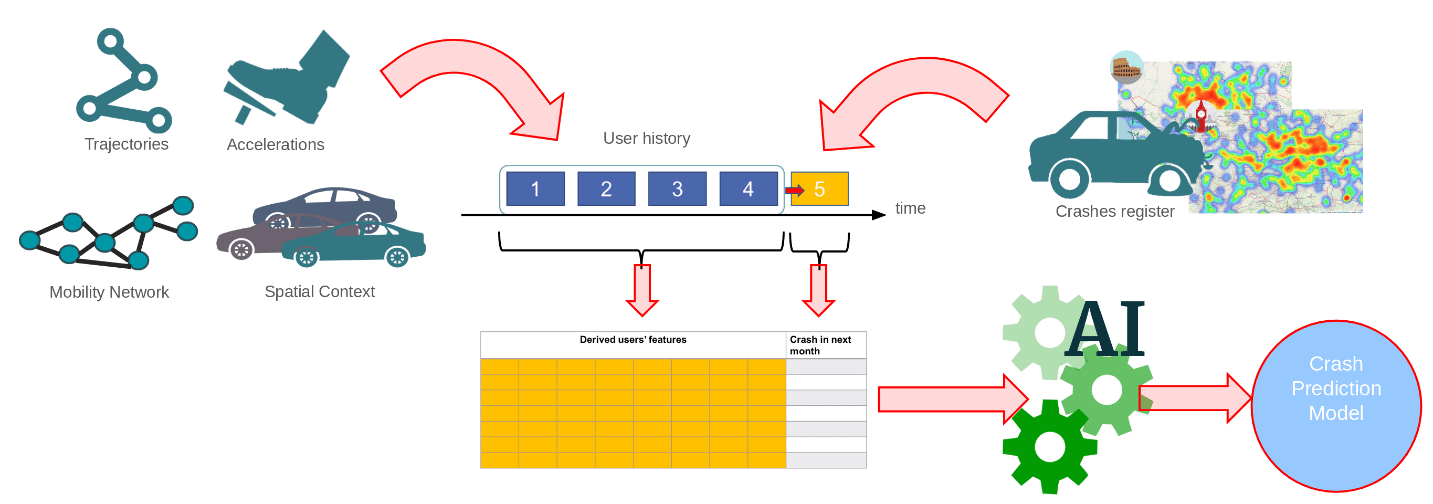 Trajectories
Accelerations
Mobility Network
Spatial Context
User history
1 2 3 4 5
time
Crashes register
Derived users' features
Crash in next
month
AI
Crash
Prediction
Model